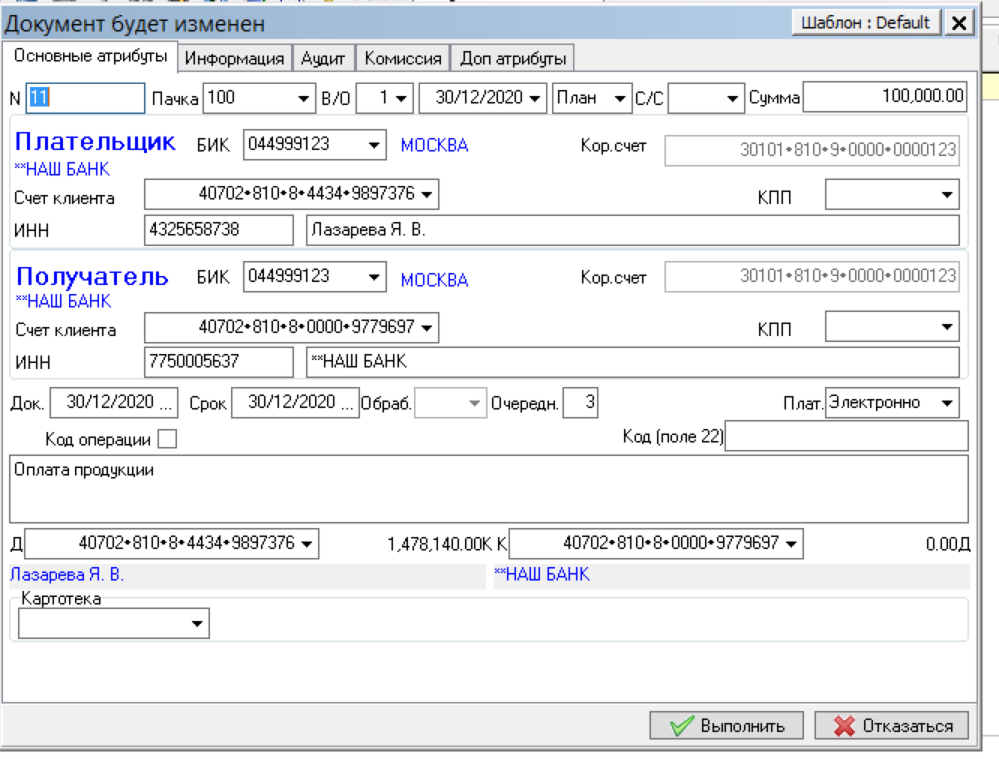 Документ будет изменен Шаблон : Default
Основные атрибуты Информация Аудит Комиссия Доп атрибуты
N 11 Пачка 100 В/О 1 30/12/2020 План С/С Сумма 100,000.00
Плательщик БИК 044999123 МОСКВА Кор.счет 30101•810•9•0000•0000123
**НАШ БАНК
Счет клиента 40702•810•8•4434•9897376 КПП
ИНН 4325658738 Лазарева Я. В.
Получатель БИК 044999123 МОСКВА Кор.счет 30101•810•9•0000•0000123
**НАШ БАНК
Счет клиента 40702•810•8•0000•9779697 КПП
ИНН 7750005637 **НАШ БАНК
Док. 30/12/2020 ... Срок 30/12/2020 ... Обраб. Очередн. 3 Плат. Электронно
Код операции Код (поле 22)
Оплата продукции
Д 40702•810•8•4434•9897376 1,478,140.00К К 40702•810•8•0000•9779697 0.00Д
Лазарева Я. В. **НАШ БАНК
Картотека
Выполнить Отказаться